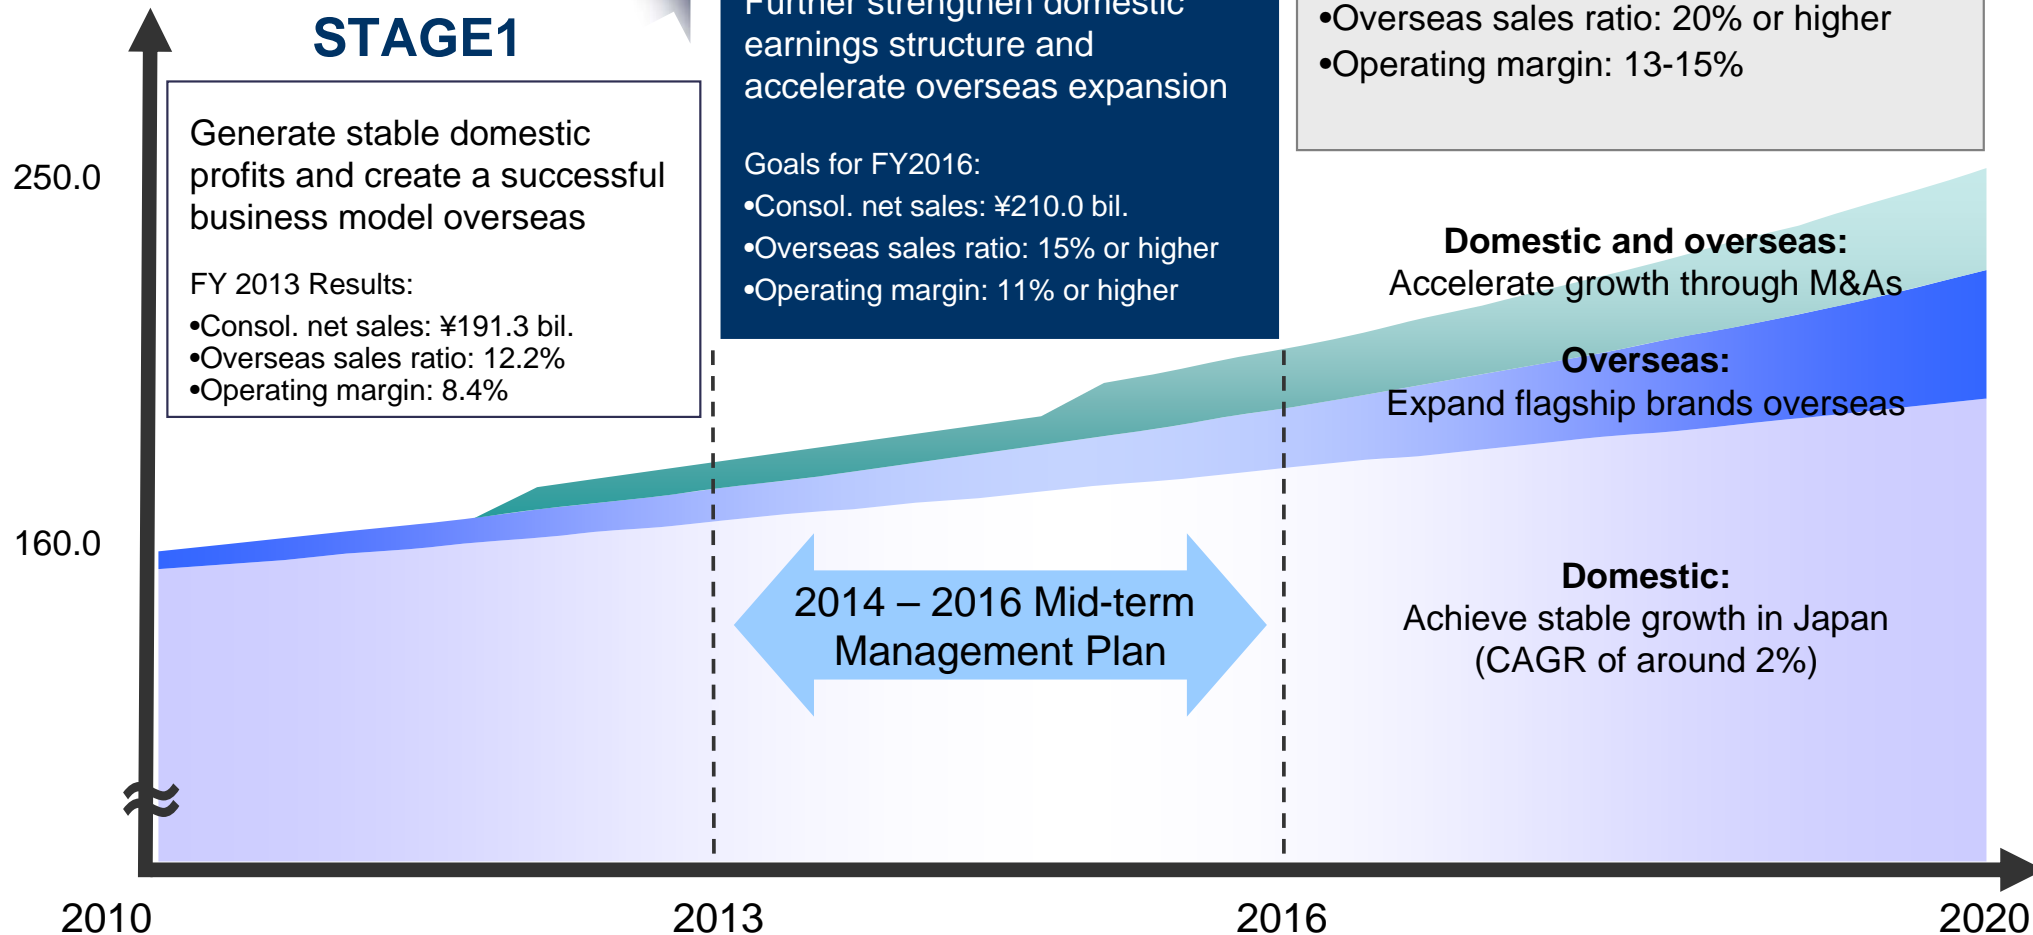 STAGE1
Generate stable domestic
profits and create a successful
business model overseas
FY 2013 Results:
•Consol. net sales: ¥191.3 bil.
•Overseas sales ratio: 12.2%
•Operating margin: 8.4%
Further strengthen domestic
earnings structure and
accelerate overseas expansion
Goals for FY2016:
•Consol. net sales: ¥210.0 bil.
•Overseas sales ratio: 15% or higher
•Operating margin: 11% or higher
•Overseas sales ratio: 20% or higher
•Operating margin: 13-15%
250.0
160.0
Domestic and overseas:
Accelerate growth through M&As
Overseas:
Expand flagship brands overseas
Domestic:
Achieve stable growth in Japan
(CAGR of around 2%)
2014 – 2016 Mid-term
Management Plan
2010
2013
2016
2020